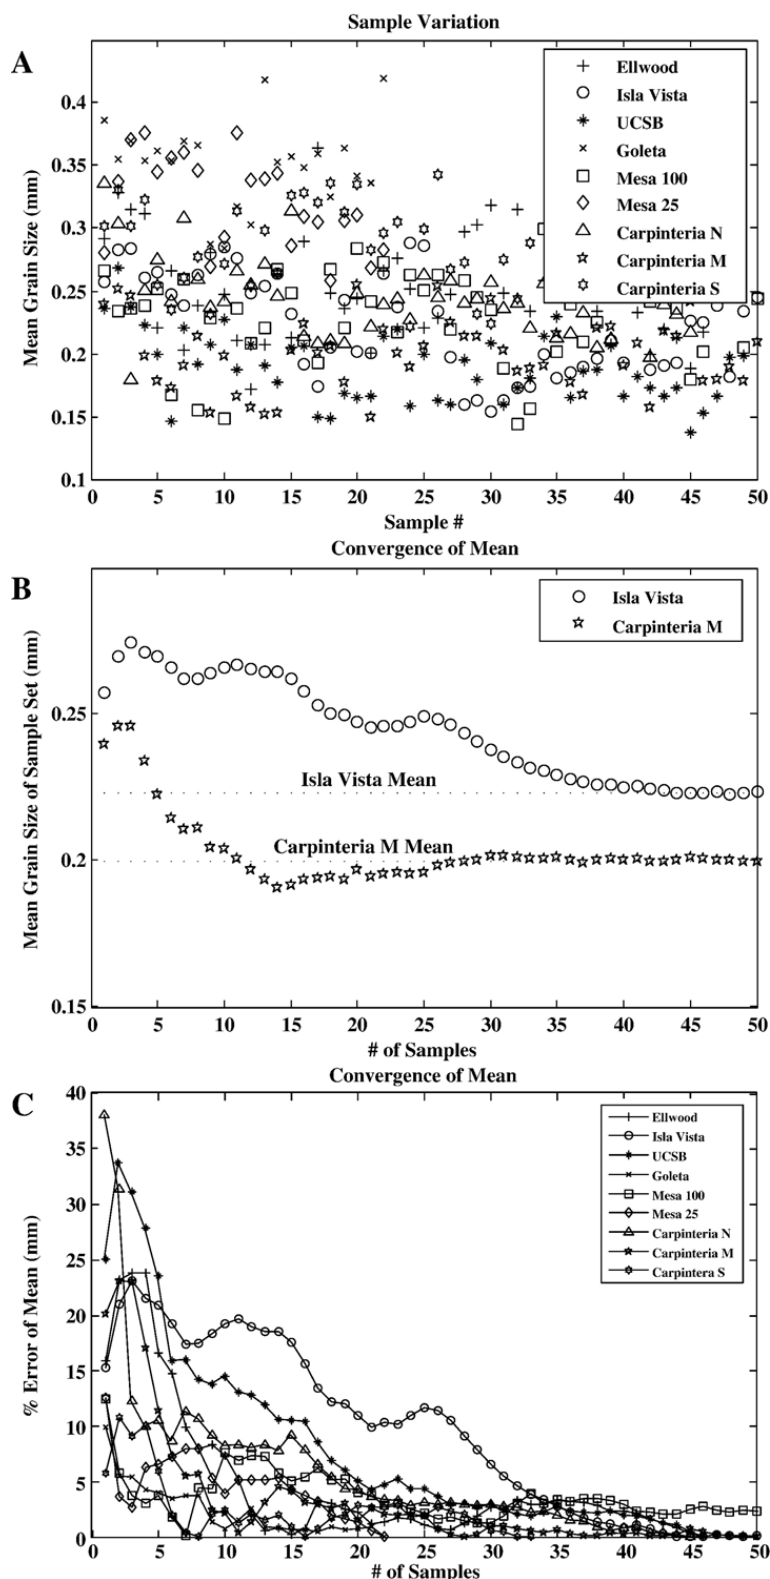 Sample Variation
A
Mean Grain Size (mm)
0.4
0.35
0.3
0.25
0.2
0.15
0.1
Ellwood
Isla Vista
UCSB
Goleta
Mesa 100
Mesa 25
Carpinteria N
Carpinteria M
Carpinteria S
0 5 10 15 20 25 30 35 40 45 50
Sample #
Convergence of Mean
B
Mean Grain Size of Sample Set (mm)
0.25
0.2
0.15
Isla Vista
Carpinteria M
Isla Vista Mean
Carpinteria M Mean
0 5 10 15 20 25 30 35 40 45 50
# of Samples
Convergence of Mean
C
% Error of Mean (mm)
40
35
30
25
20
15
10
5
0
Ellwood
Isla Vista
UCSB
Goleta
Mesa 100
Mesa 25
Carpinteria N
Carpinteria M
Carpintera S
0 5 10 15 20 25 30 35 40 45 50
# of Samples